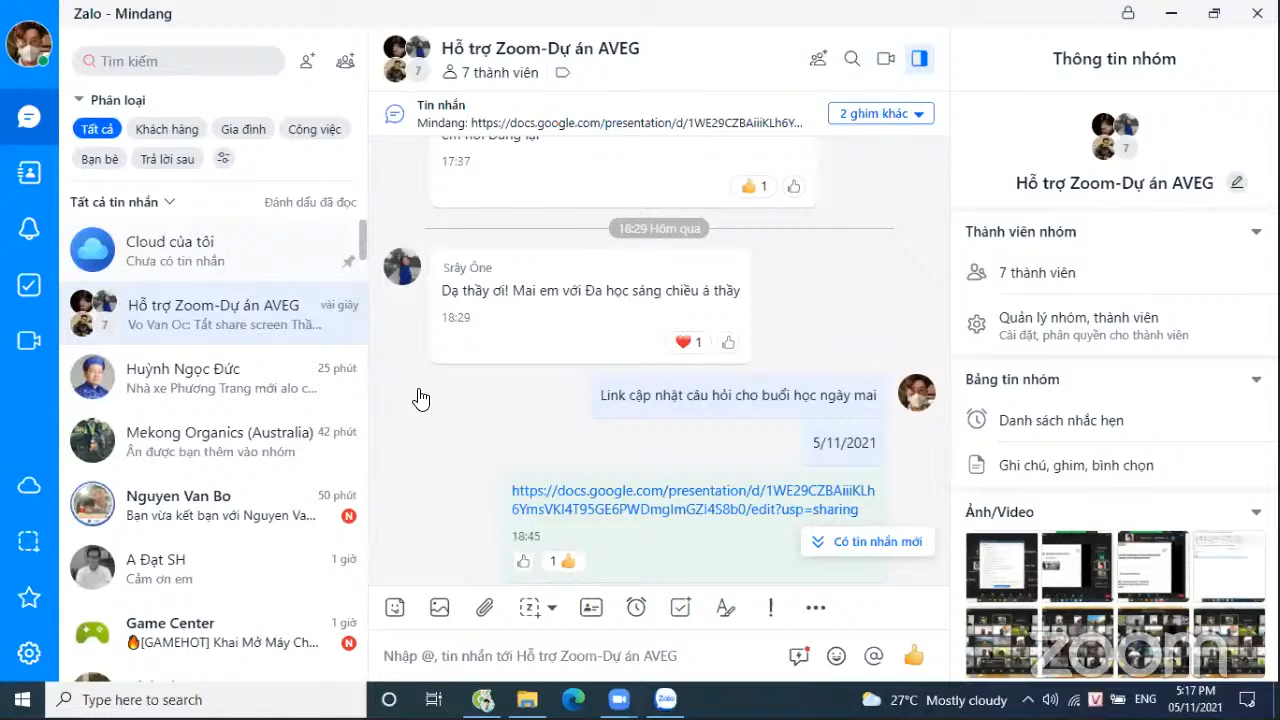 Zalo - Mindang
Tìm kiếm
Phân loại
Tất cả
Khách hàng
Gia đình
Công việc
Bạn bè
Trả lời sau
Tất cả tin nhắn
Đánh dấu đã đọc
Cloud của tôi
Chưa có tin nhắn
Hỗ trợ Zoom-Dự án AVEG
vài giây
7
Vo Van Oc: Tắt share screen Thầ...
Huỳnh Ngọc Đức
25 phút
Nhà xe Phương Trang mới alo c...
Mekong Organics (Australia)
42 phút
Ân được bạn thêm vào nhóm
Nguyen Van Bo
50 phút
Bạn vừa kết bạn với Nguyen Va...
N
A Đạt SH
1 giờ
Cảm ơn em
Game Center
1 giờ
🔥[GAMEHOT] Khai Mở Máy Ch...
N
7
Hỗ trợ Zoom-Dự án AVEG
7 thành viên
Tin nhắn
Mindang: https://docs.google.com/presentation/d/1WE29CZBAiiiKLh6Y...
2 ghim khác
17:37
👍 1
18:29 Hôm qua
Srây Ône
Dạ thầy ơi! Mai em với Đa học sáng chiều á thầy
18:29
❤️ 1
Link cập nhật câu hỏi cho buổi học ngày mai
5/11/2021
https://docs.google.com/presentation/d/1WE29CZBAiiiKLh
6YmsVKI4T95GE6PWDmgImGZI4S8b0/edit?usp=sharing
18:45
Có tin nhắn mới
1 👍
Nhập @, tin nhắn tới Hỗ trợ Zoom-Dự án AVEG
Thông tin nhóm
7
Hỗ trợ Zoom-Dự án AVEG
Thành viên nhóm
7 thành viên
Quản lý nhóm, thành viên
Cài đặt, phân quyền cho thành viên
Bảng tin nhóm
Danh sách nhắc hẹn
Ghi chú, ghim, bình chọn
Ảnh/Video
zoom
Type here to search
Zalo
27°C Mostly cloudy
V
ENG
5:17 PM
05/11/2021